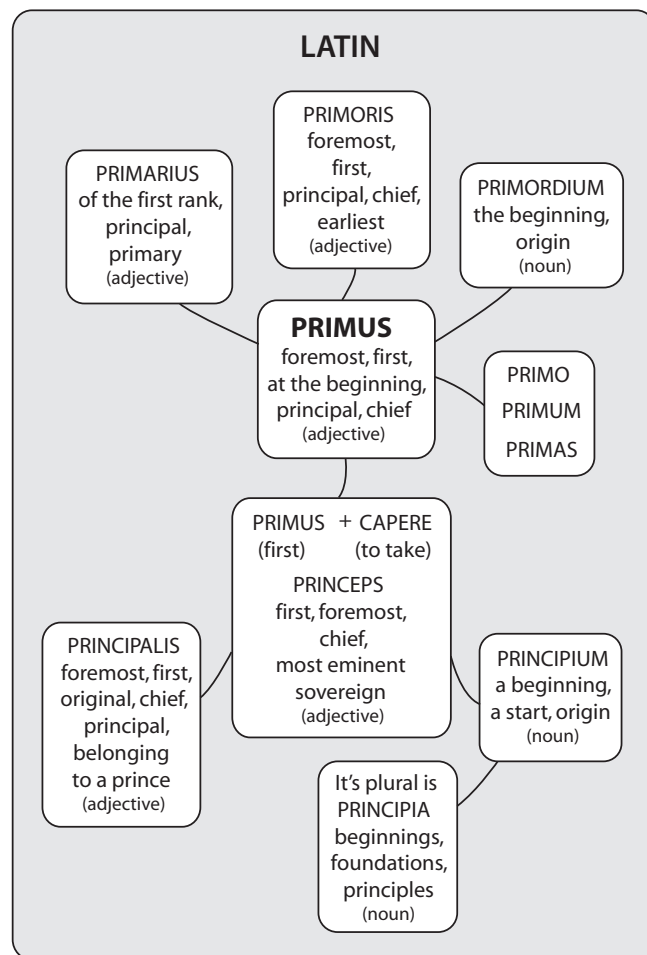 LATIN
PRIMORIS
foremost,
first,
principal, chief,
earliest
(adjective)
PRIMARIUS
of the first rank,
principal,
primary
(adjective)
PRIMORDIUM
the beginning,
origin
(noun)
PRIMUS
foremost, first,
at the beginning,
principal, chief
(adjective)
PRIMO
PRIMUM
PRIMAS
PRIMUS + CAPERE
(first) (to take)
PRINCEPS
first, foremost,
chief,
most eminent
sovereign
(adjective)
PRINCIPALIS
foremost, first,
original, chief,
principal,
belonging
to a prince
(adjective)
PRINCIPIUM
a beginning,
a start, origin
(noun)
It's plural is
PRINCIPIA
beginnings,
foundations,
principles
(noun)